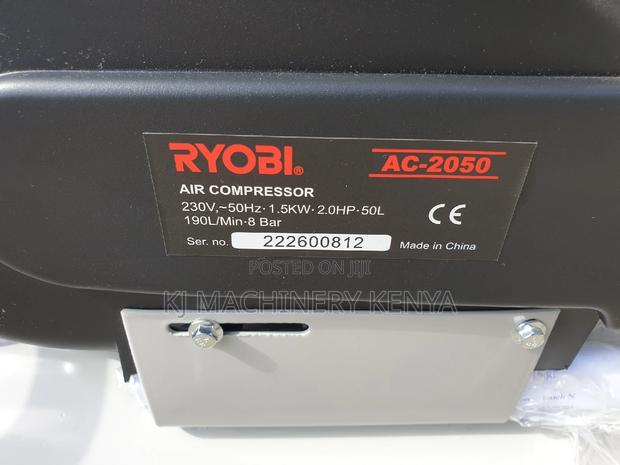 RYOBI®
AC-2050
AIR COMPRESSOR
230V,~50Hz·1.5KW·2.0HP·50L
190L/Min·8 Bar
Ser. no. 222600812
CE
Made in China
POSTED ON JIJI
KJ MACHINERY KENYA